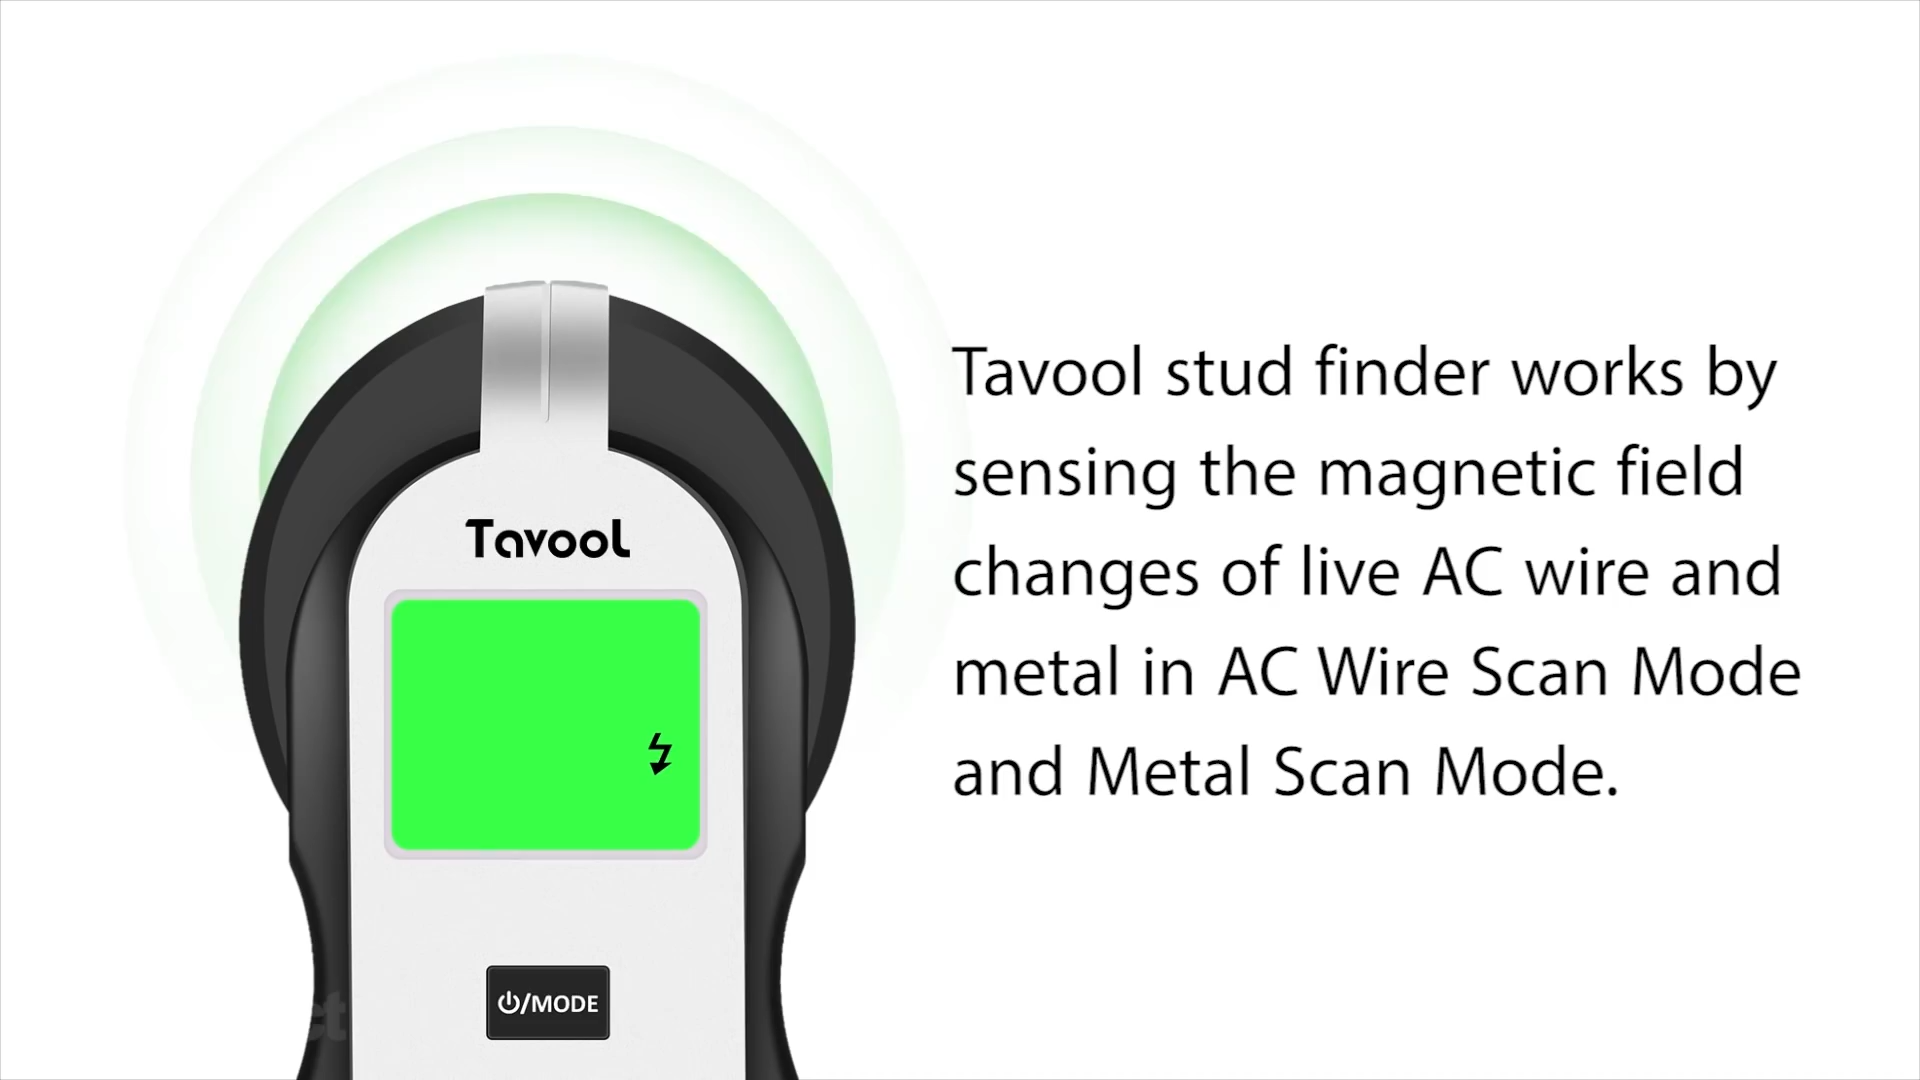 Tavool
/MODE
Tavool stud finder works by
sensing the magnetic field
changes of live AC wire and
metal in AC Wire Scan Mode
and Metal Scan Mode.